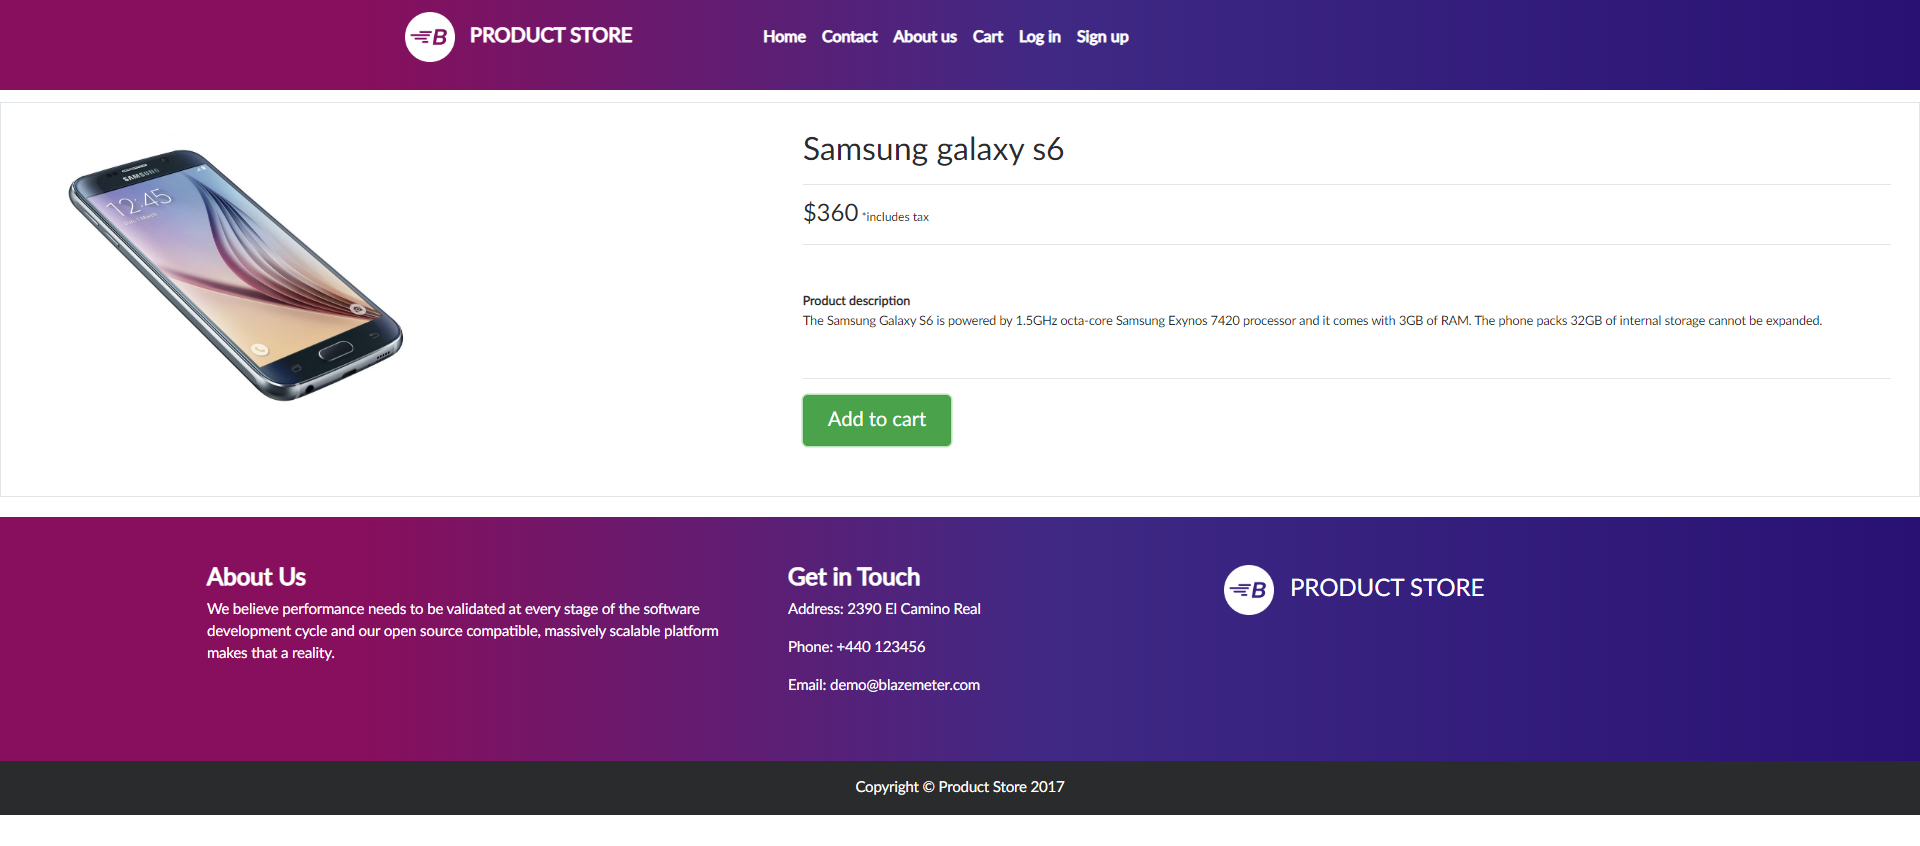 B PRODUCT STORE Home Contact About us Cart Log in Sign up
SAMSUNG
12:45
Samsung galaxy s6
$360 *includes tax
Product description
The Samsung Galaxy S6 is powered by 1.5GHz octa-core Samsung Exynos 7420 processor and it comes with 3GB of RAM. The phone packs 32GB of internal storage cannot be expanded.
Add to cart
About Us
We believe performance needs to be validated at every stage of the software
development cycle and our open source compatible, massively scalable platform
makes that a reality.
Get in Touch
Address: 2390 El Camino Real
Phone: +440 123456
Email: demo@blazemeter.com
B PRODUCT STORE
Copyright © Product Store 2017